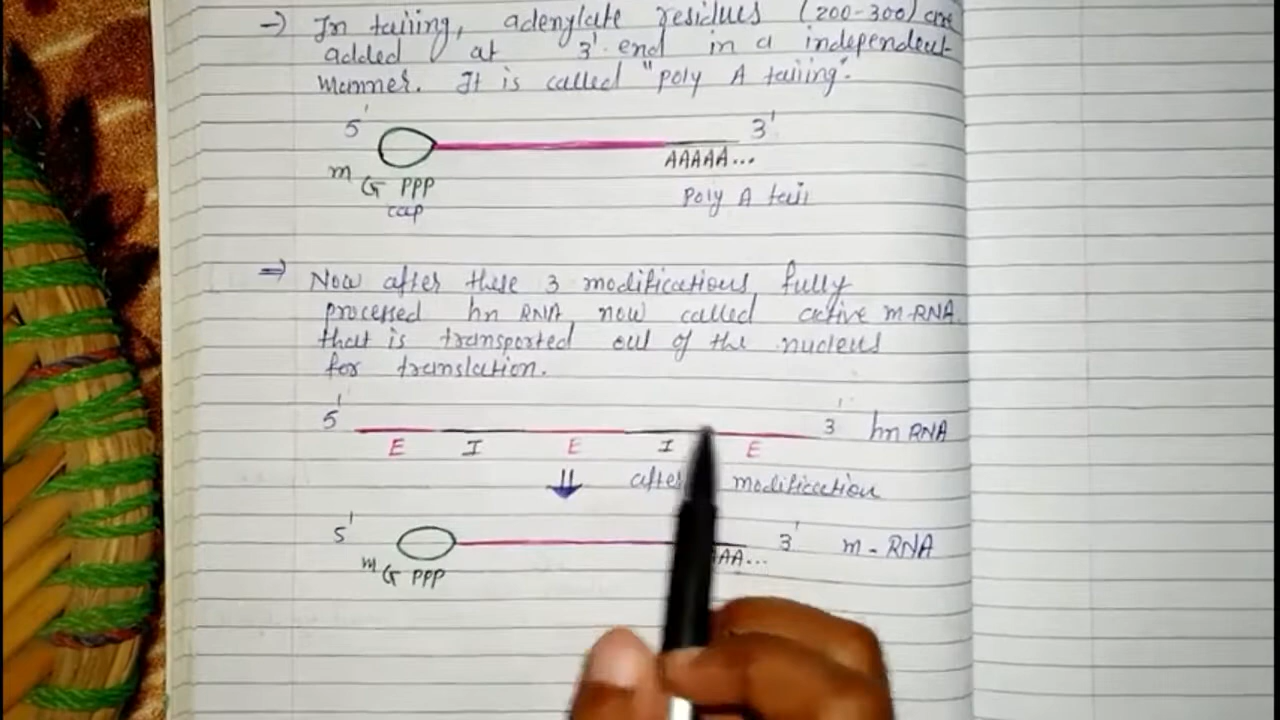 → In tailing, adenylate residues (200-300) are
added at 3' end in a independent
manner. It is called "poly A tailing".
5' 3'
AAAAA...
m G PPP
cap
Poly A tail
⇒ Now after these 3 modifications, fully
processed hn RNA now called active m-RNA
that is transported out of the nucleus
for translation.
5' 3' hn RNA
E I E I E
⇓ after modification
5' 3' m-RNA
AA...
m G PPP